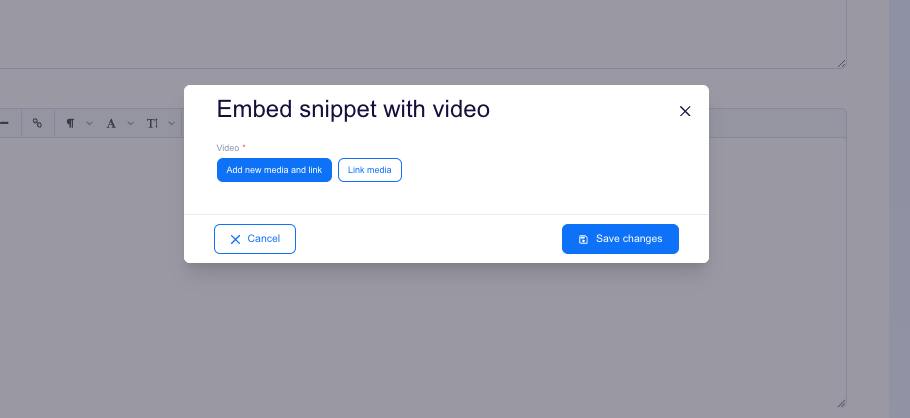 Embed snippet with video
Video *
Add new media and link
Link media
Cancel
Save changes